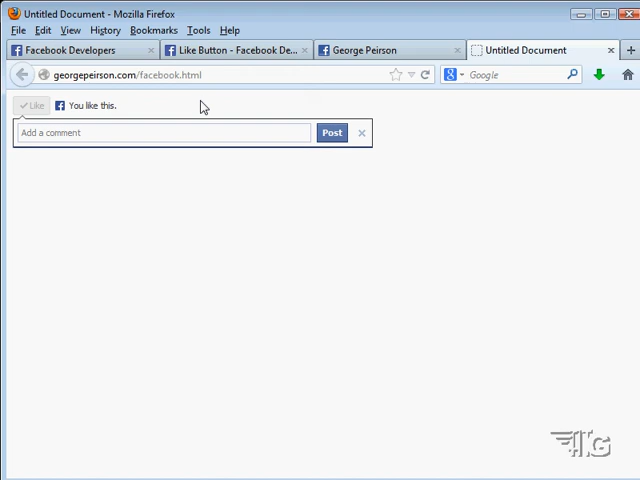 Untitled Document - Mozilla Firefox
File Edit View History Bookmarks Tools Help
Facebook Developers Like Button - Facebook De... George Peirson Untitled Document
georgepeirson.com/facebook.html Google
Like You like this.
Add a comment Post